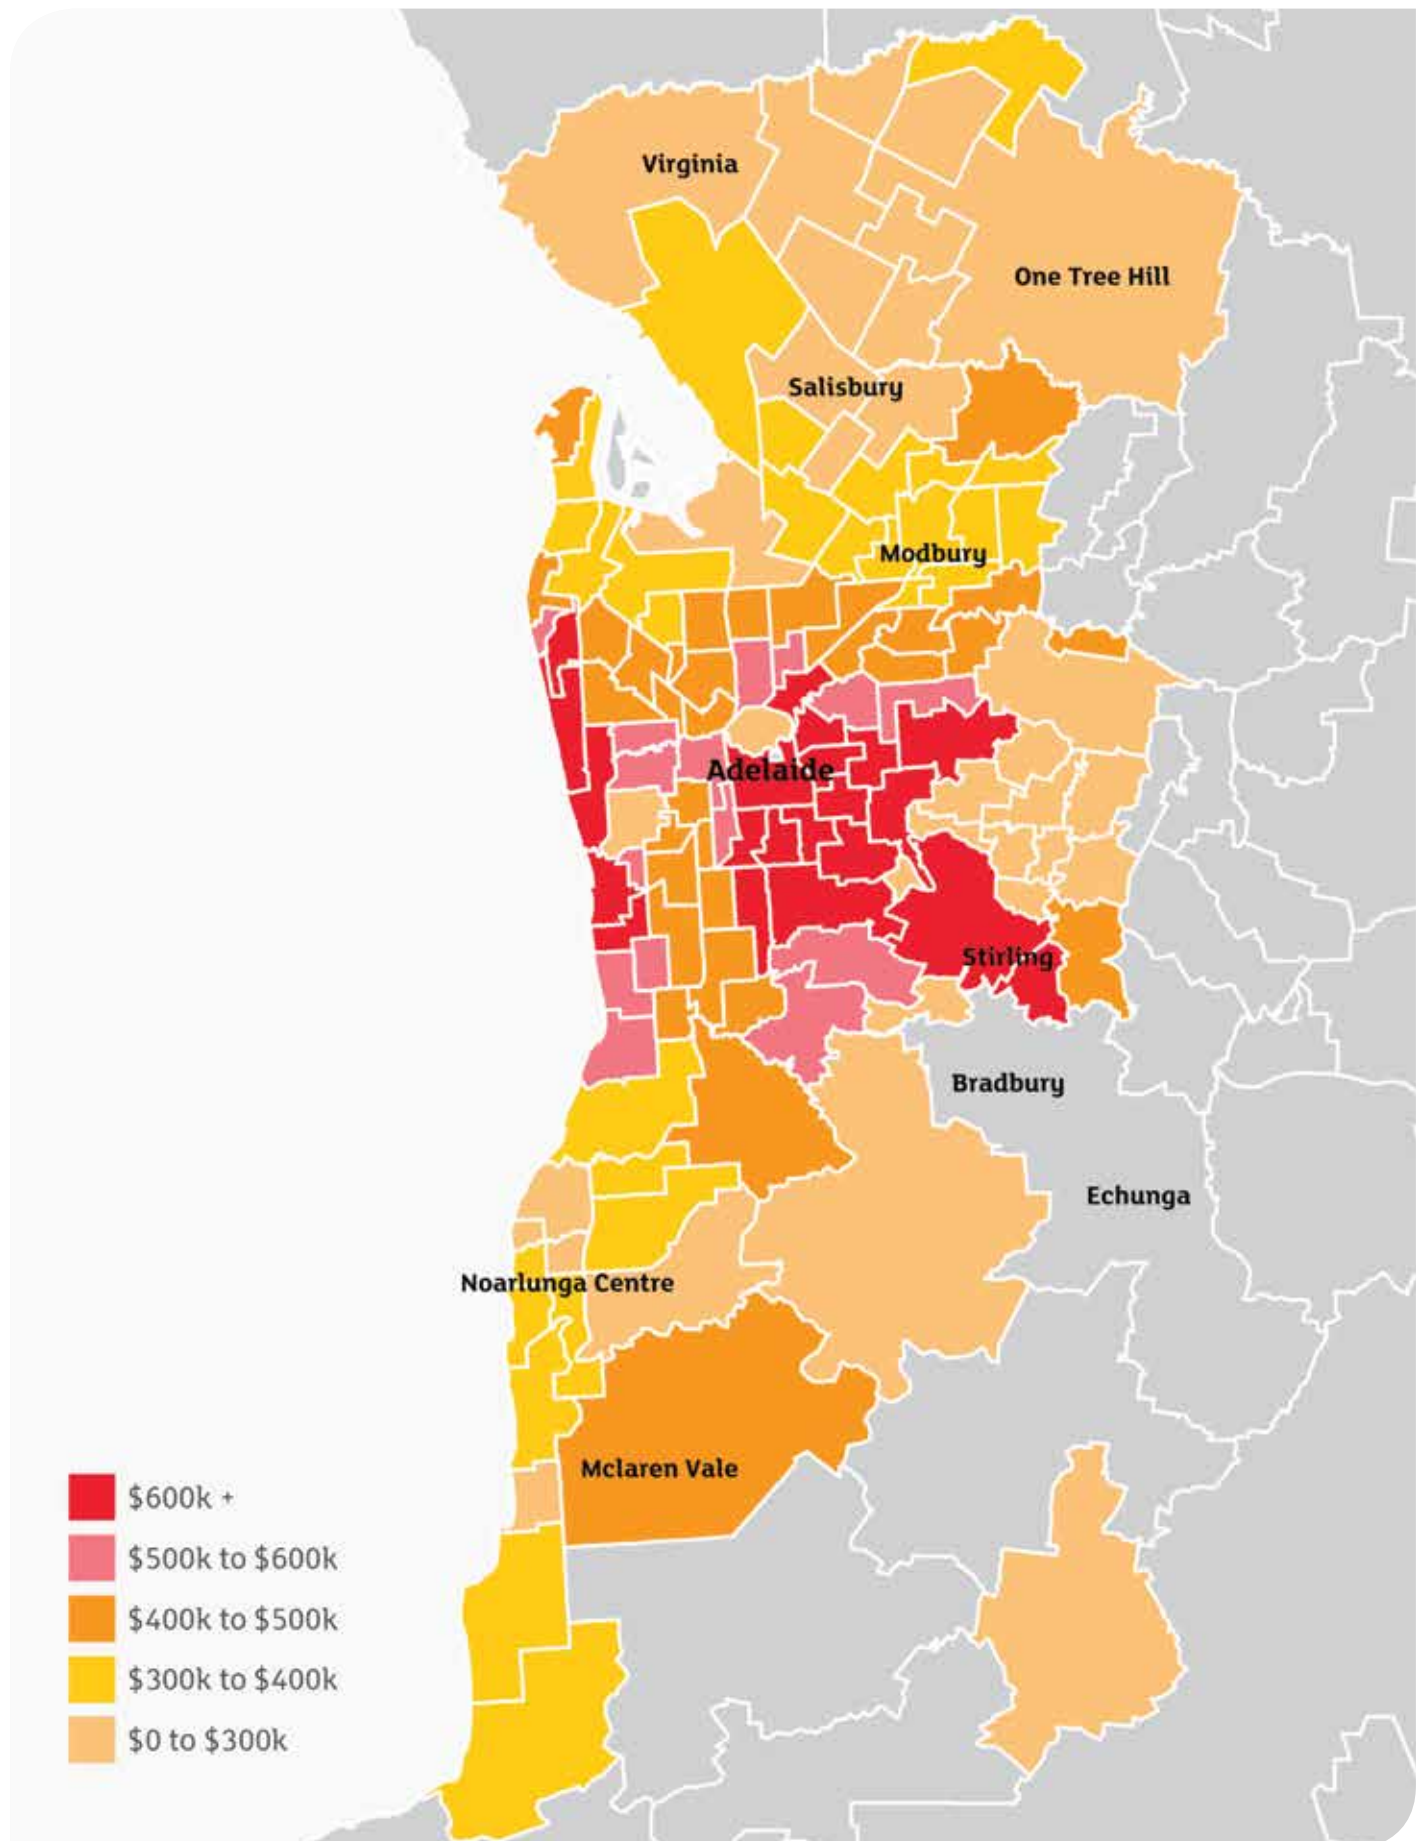 Virginia
One Tree Hill
Salisbury
Modbury
Adelaide
Stirling
Bradbury
Echunga
Noarlunga Centre
Mclaren Vale
$600k +
$500k to $600k
$400k to $500k
$300k to $400k
$0 to $300k